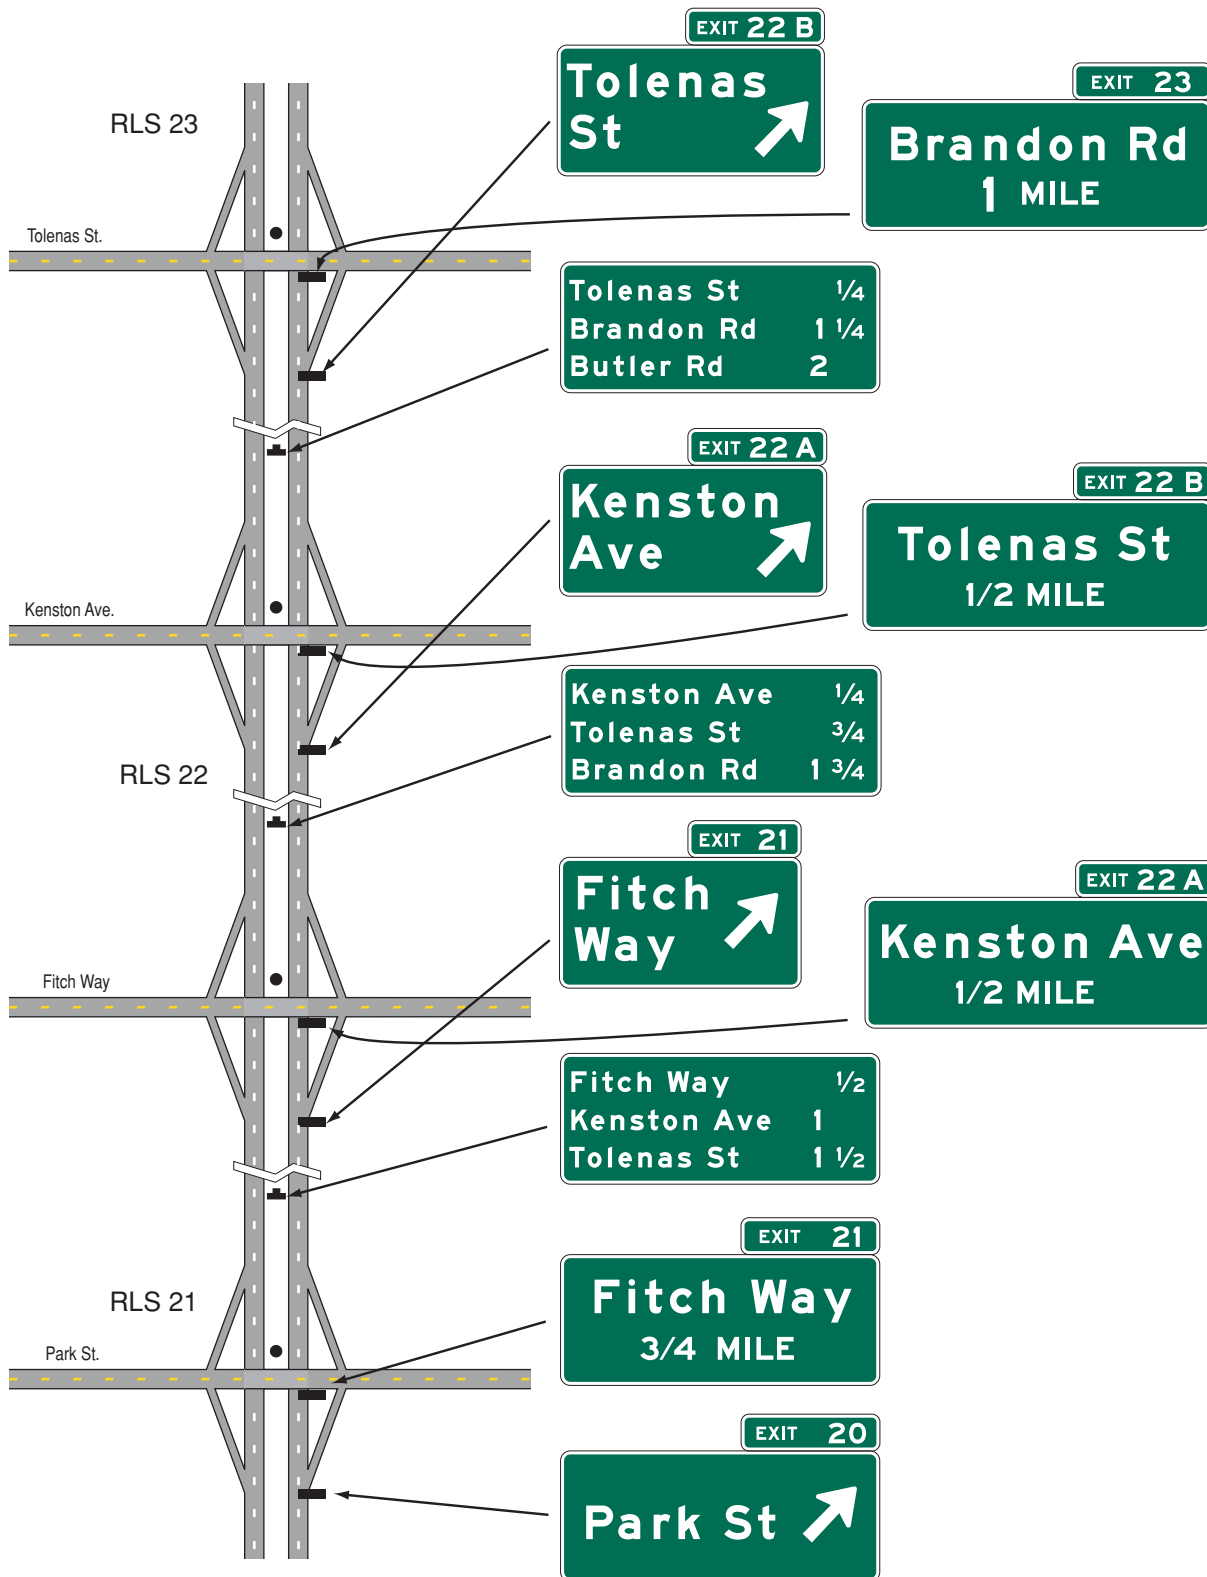 EXIT 22 B
Tolenas
St
RLS 23
EXIT 23
Brandon Rd
1 MILE
Tolenas St.
Tolenas St 1/4
Brandon Rd 1 1/4
Butler Rd 2
EXIT 22 A
Kenston
Ave
EXIT 22 B
Tolenas St
1/2 MILE
Kenston Ave.
Kenston Ave 1/4
Tolenas St 3/4
Brandon Rd 1 3/4
RLS 22
EXIT 21
Fitch
Way
EXIT 22 A
Kenston Ave
1/2 MILE
Fitch Way
Fitch Way 1/2
Kenston Ave 1
Tolenas St 1 1/2
EXIT 21
Fitch Way
3/4 MILE
RLS 21
Park St.
EXIT 20
Park St